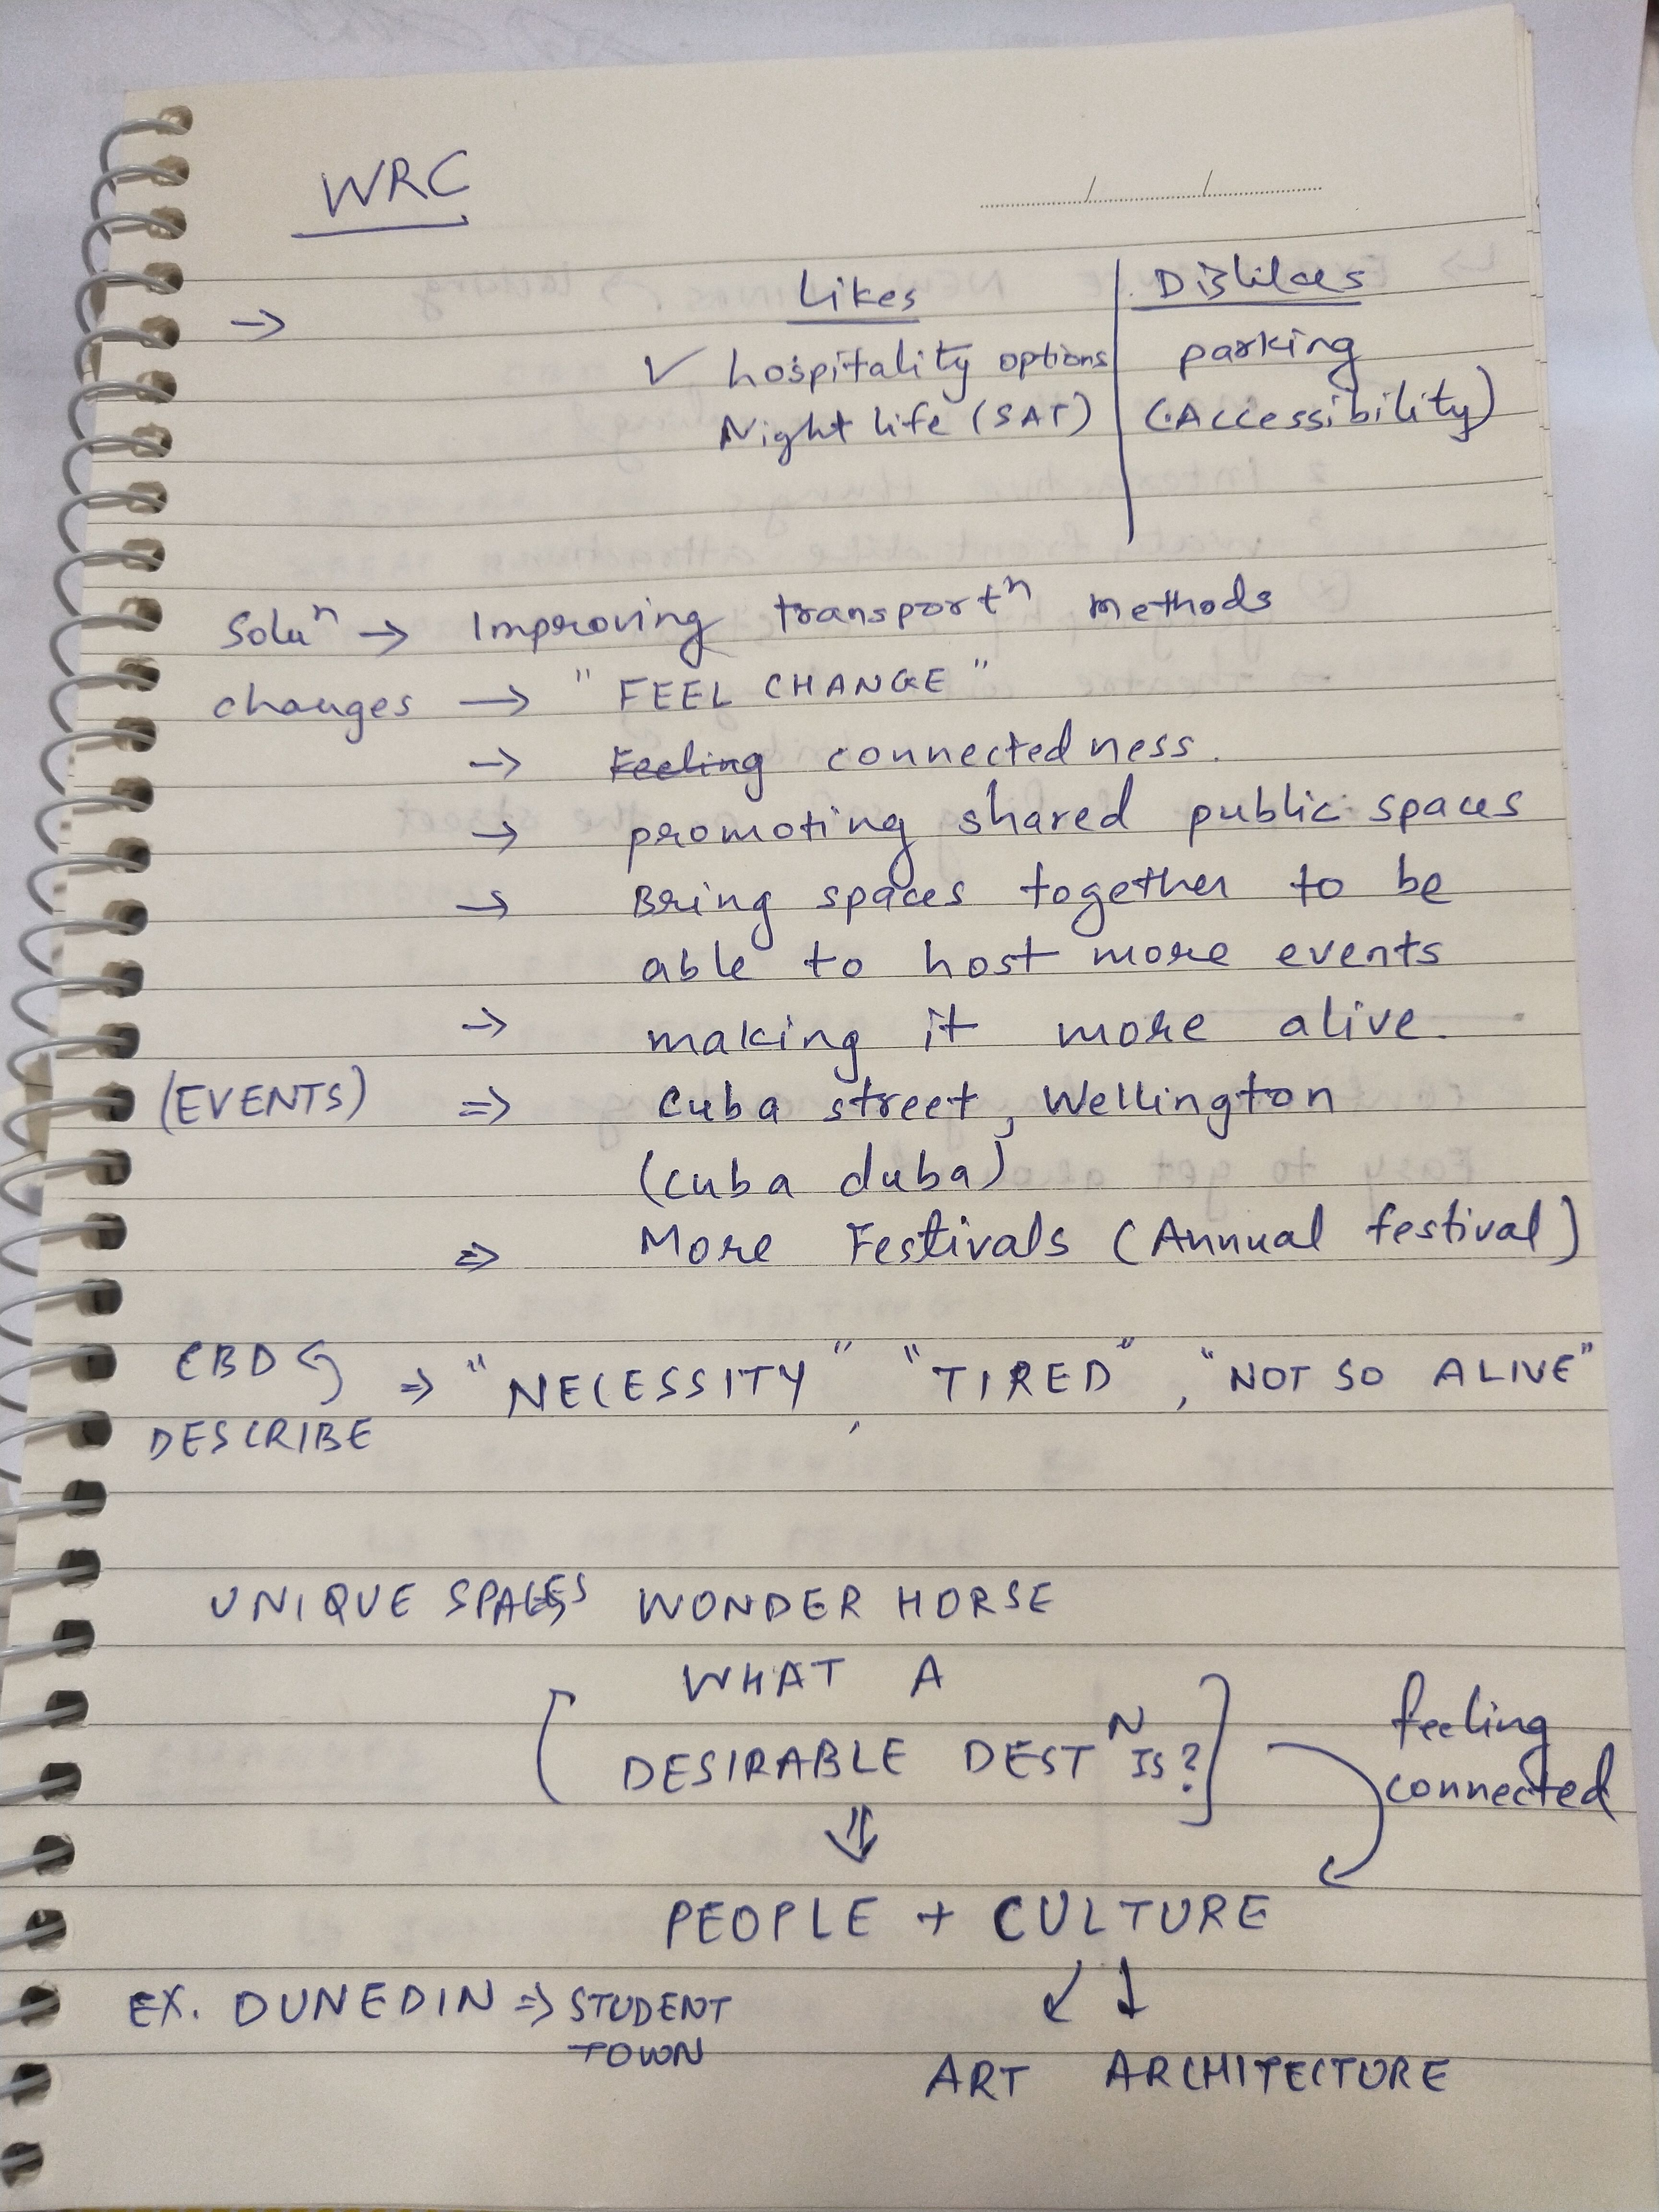 WRC
Likes | Dislikes
→ ✓ hospitality options | parking
Night life (SAT) | (Accessibility)
Soluⁿ → Improving transportⁿ methods
changes → "FEEL CHANGE"
→ Feeling connectedness.
→ promoting shared public spaces
→ Bring spaces together to be
able to host more events
→ making it more alive.
(EVENTS) ⇒ Cuba street, Wellington
(cuba duba)
⇒ More Festivals (Annual festival)
CBD ⇒ "NECESSITY", "TIRED", "NOT SO ALIVE"
DESCRIBE
UNIQUE SPACES WONDER HORSE
WHAT A
DESIRABLE DESTᴺ IS?
feeling
connected
⇓
PEOPLE + CULTURE
EX. DUNEDIN ⇒ STUDENT
TOWN
ART ARCHITECTURE